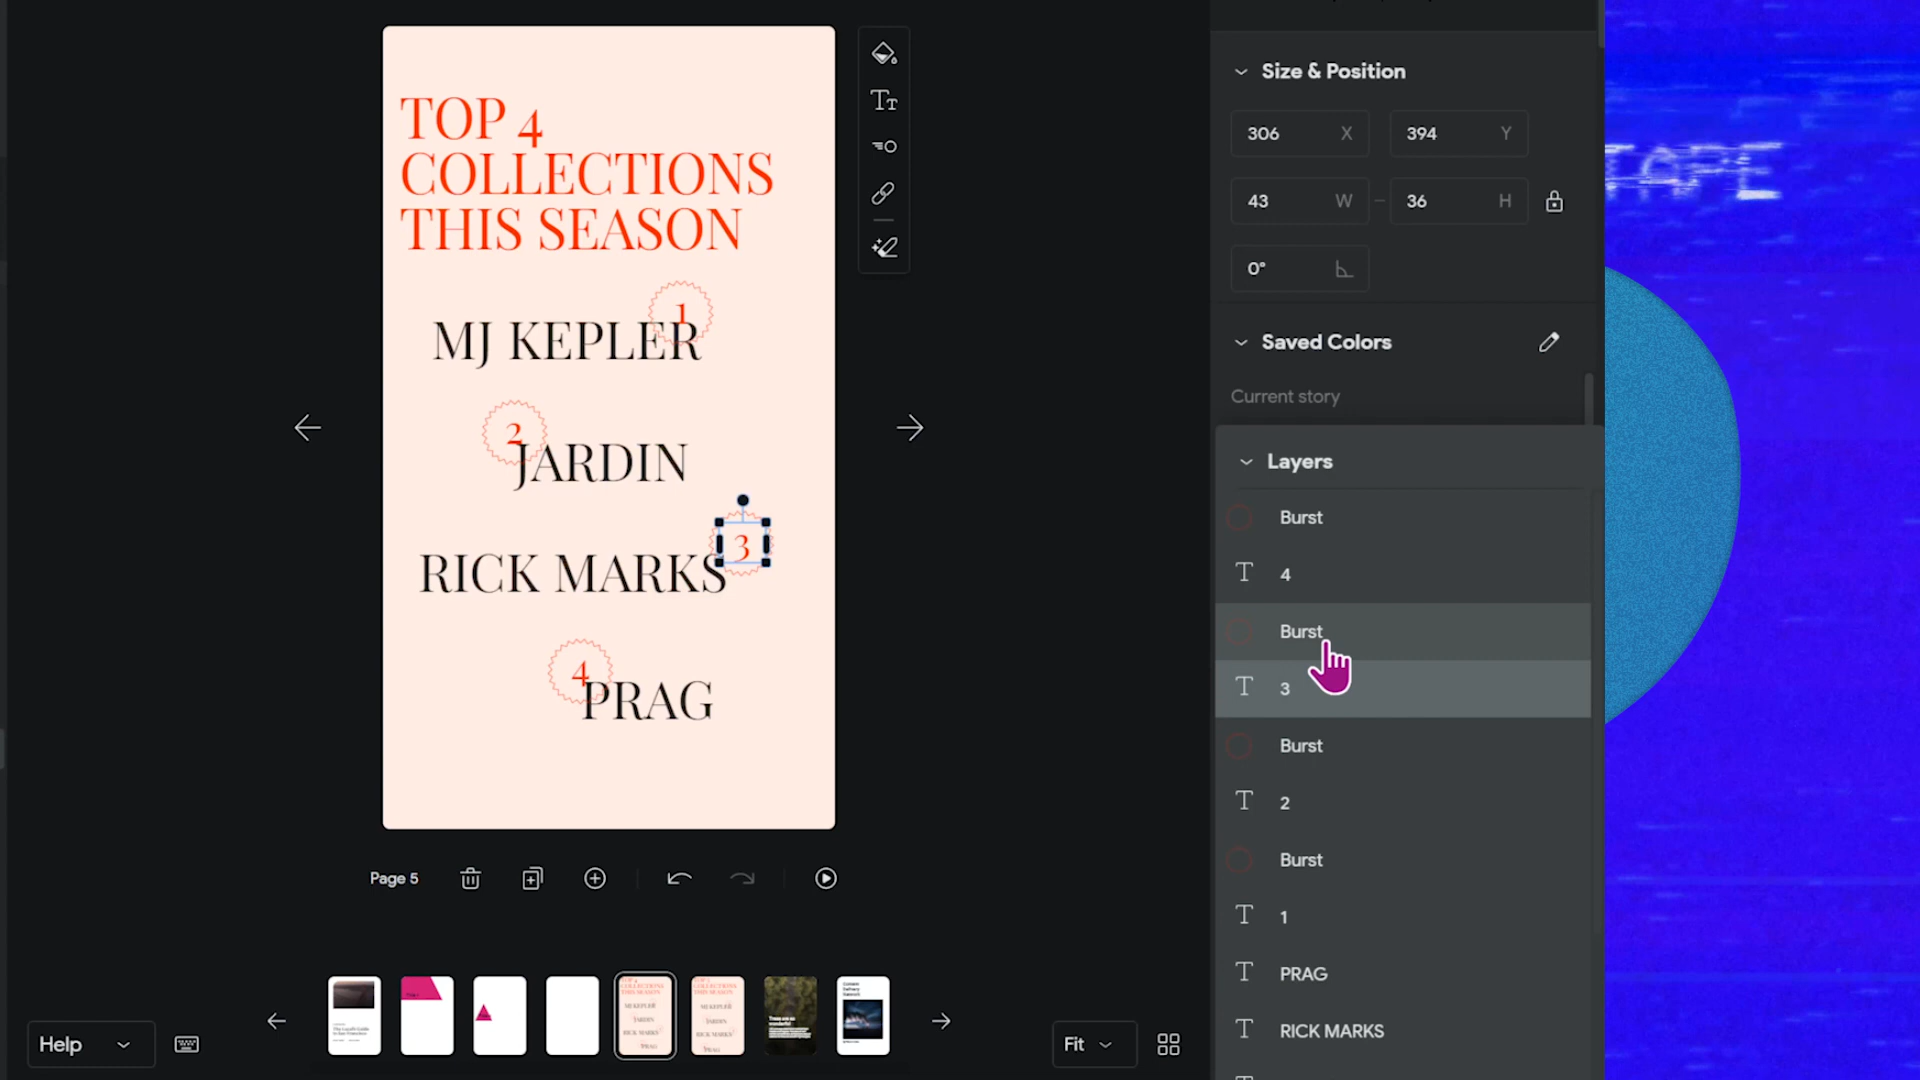 TOP 4
COLLECTIONS
THIS SEASON
1
MJ KEPLER
2
JARDIN
3
RICK MARKS
4
PRAG
Page 5
Help
Fit
Size & Position
306 X
394 Y
43 W
36 H
0°
Saved Colors
Current story
Layers
Burst
T 4
Burst
T 3
Burst
T 2
Burst
T 1
T PRAG
T RICK MARKS
TAPE